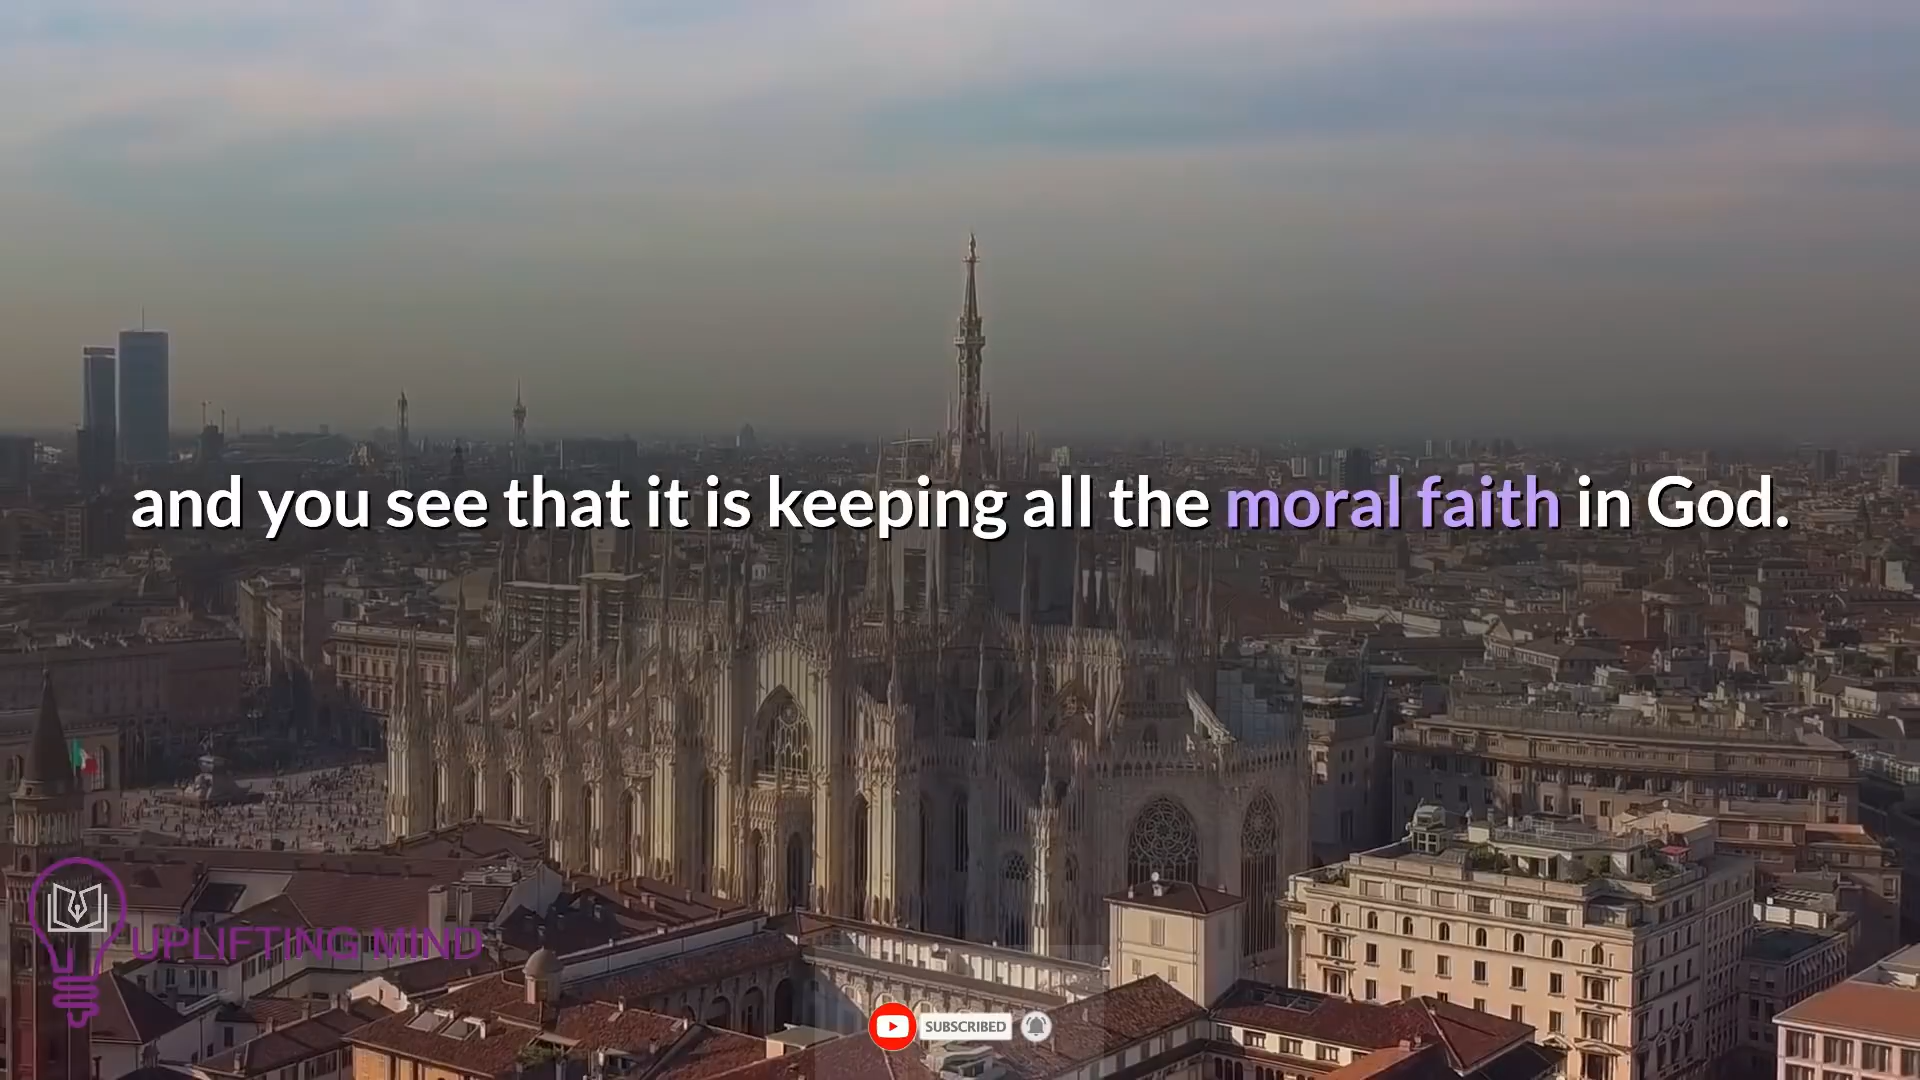 and you see that it is keeping all the moral faith in God.
UPLIFTING MIND
SUBSCRIBED